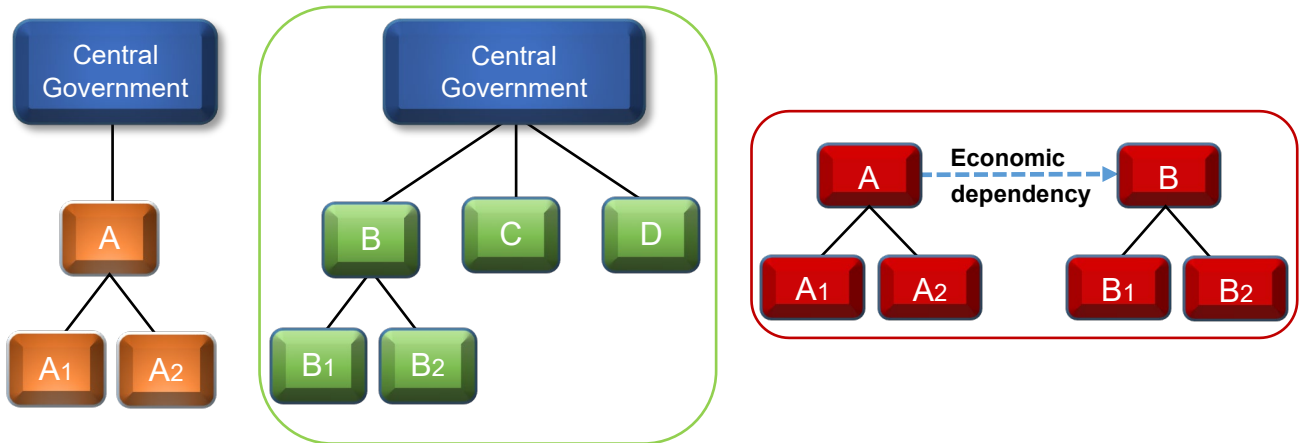 Central
Government
A
A1
A2
Central
Government
B
C
D
B1
B2
A
Economic
dependency
B
A1
A2
B1
B2